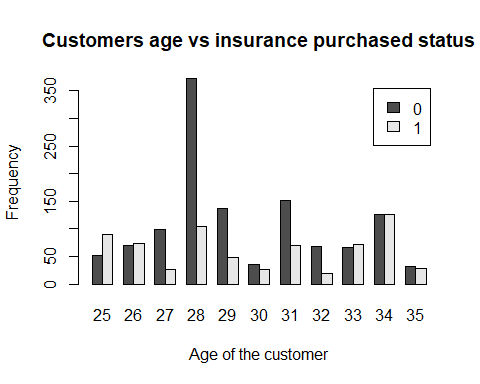 Customers age vs insurance purchased status
0
1
350
150
50
0
Frequency
25 26 27 28 29 30 31 32 33 34 35
Age of the customer